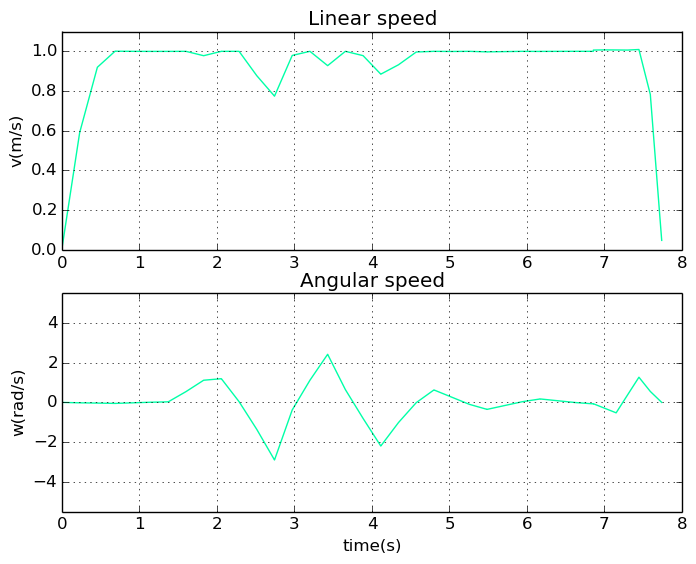 Linear speed
1.0
0.8
0.6
0.4
0.2
0.0
v(m/s)
0 1 2 3 4 5 6 7 8
Angular speed
4
2
0
−2
−4
w(rad/s)
0 1 2 3 4 5 6 7 8
time(s)